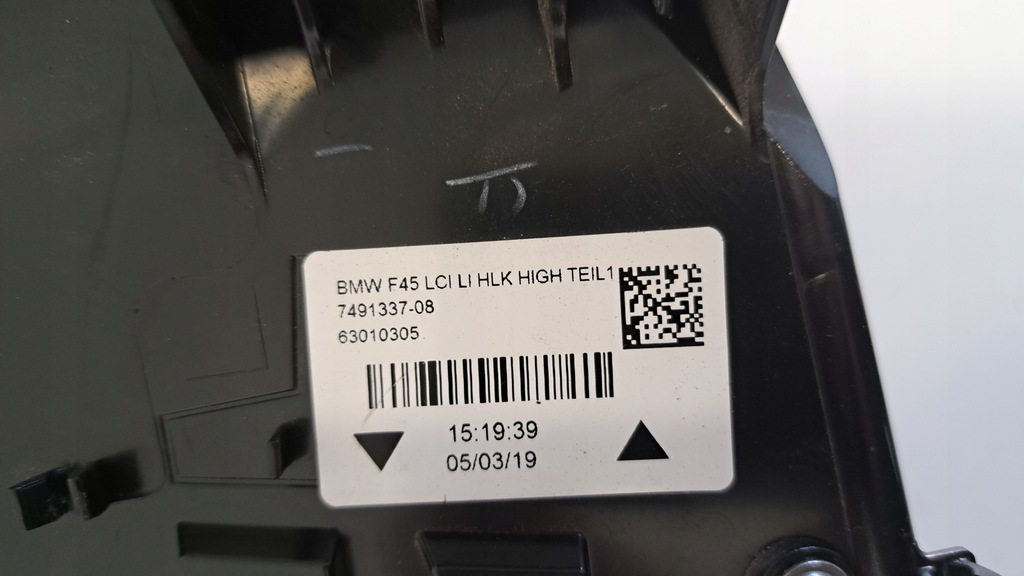 BMW F45 LCI LI HLK HIGH TEIL1
7491337-08
63010305
15:19:39
05/03/19